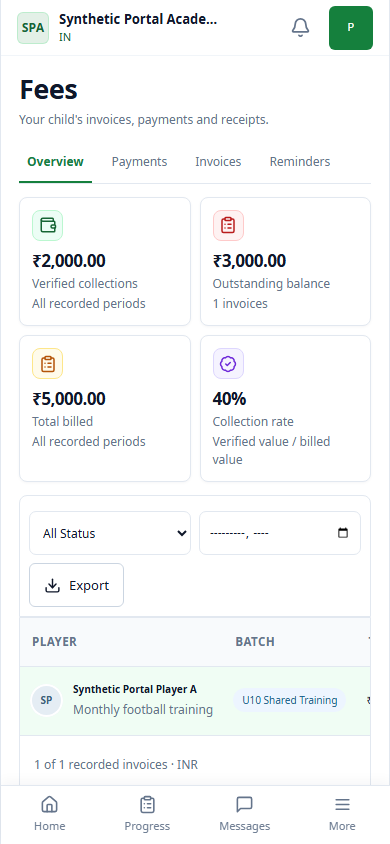 SPA
Synthetic Portal Acade...
IN
P
Fees
Your child's invoices, payments and receipts.
Overview
Payments
Invoices
Reminders
₹2,000.00
Verified collections
All recorded periods
₹3,000.00
Outstanding balance
1 invoices
₹5,000.00
Total billed
All recorded periods
40%
Collection rate
Verified value / billed
value
All Status
---------, ----
Export
PLAYER
BATCH
SP
Synthetic Portal Player A
Monthly football training
U10 Shared Training
1 of 1 recorded invoices · INR
Home
Progress
Messages
More